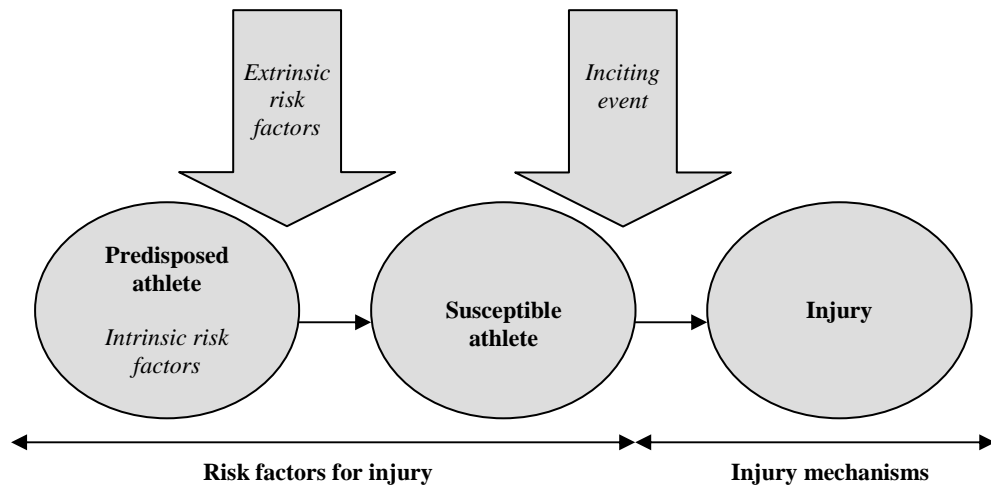 Extrinsic
risk
factors
Inciting
event
Predisposed
athlete
Intrinsic risk
factors
Susceptible
athlete
Injury
Risk factors for injury
Injury mechanisms